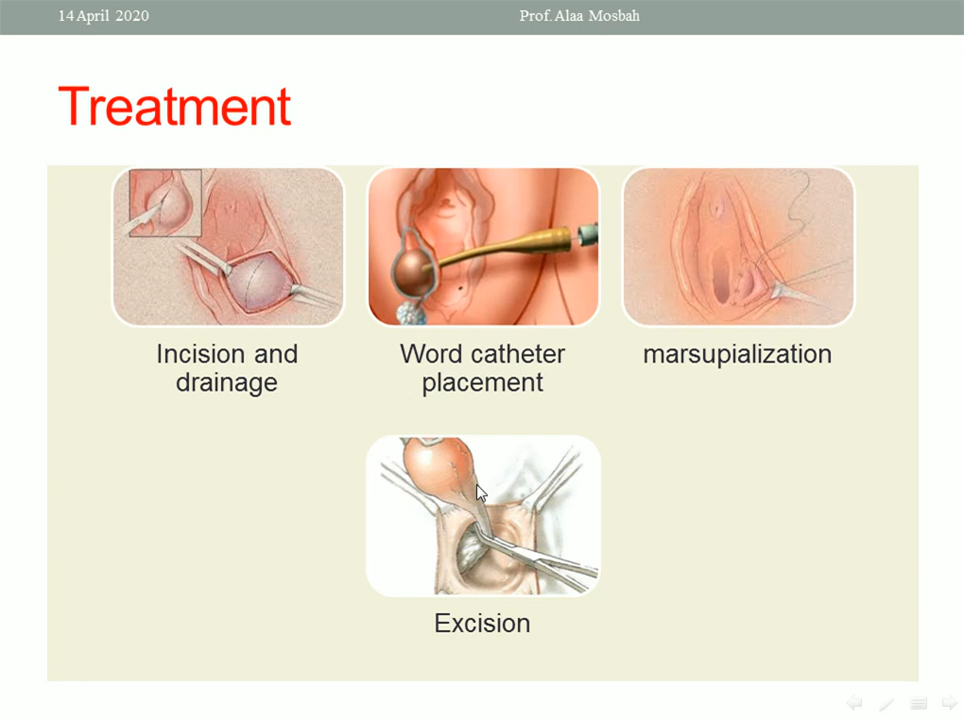 14 April 2020
Prof. Alaa Mosbah
Treatment
Incision and
drainage
Word catheter
placement
marsupialization
Excision